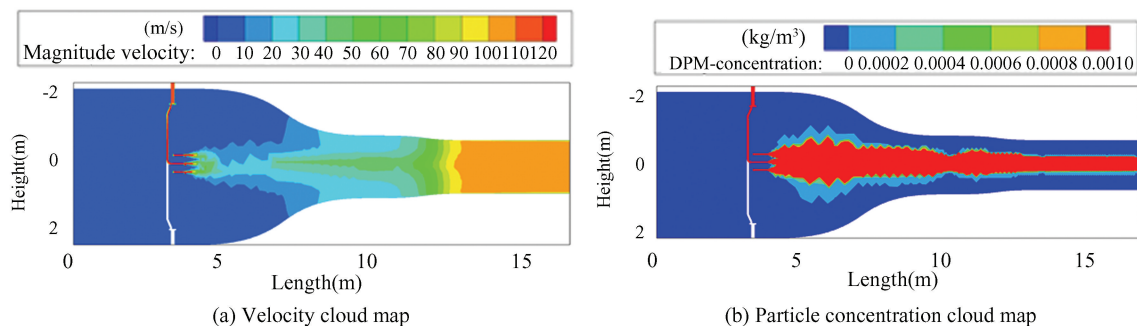 (m/s)
Magnitude velocity: 0 10 20 30 40 50 60 70 80 90 100110120
-2
0
2
Height(m)
0 5 10 15
Length(m)
(a) Velocity cloud map
(kg/m³)
DPM-concentration: 0 0.0002 0.0004 0.0006 0.0008 0.0010
-2
0
2
Height(m)
0 5 10 15
Length(m)
(b) Particle concentration cloud map